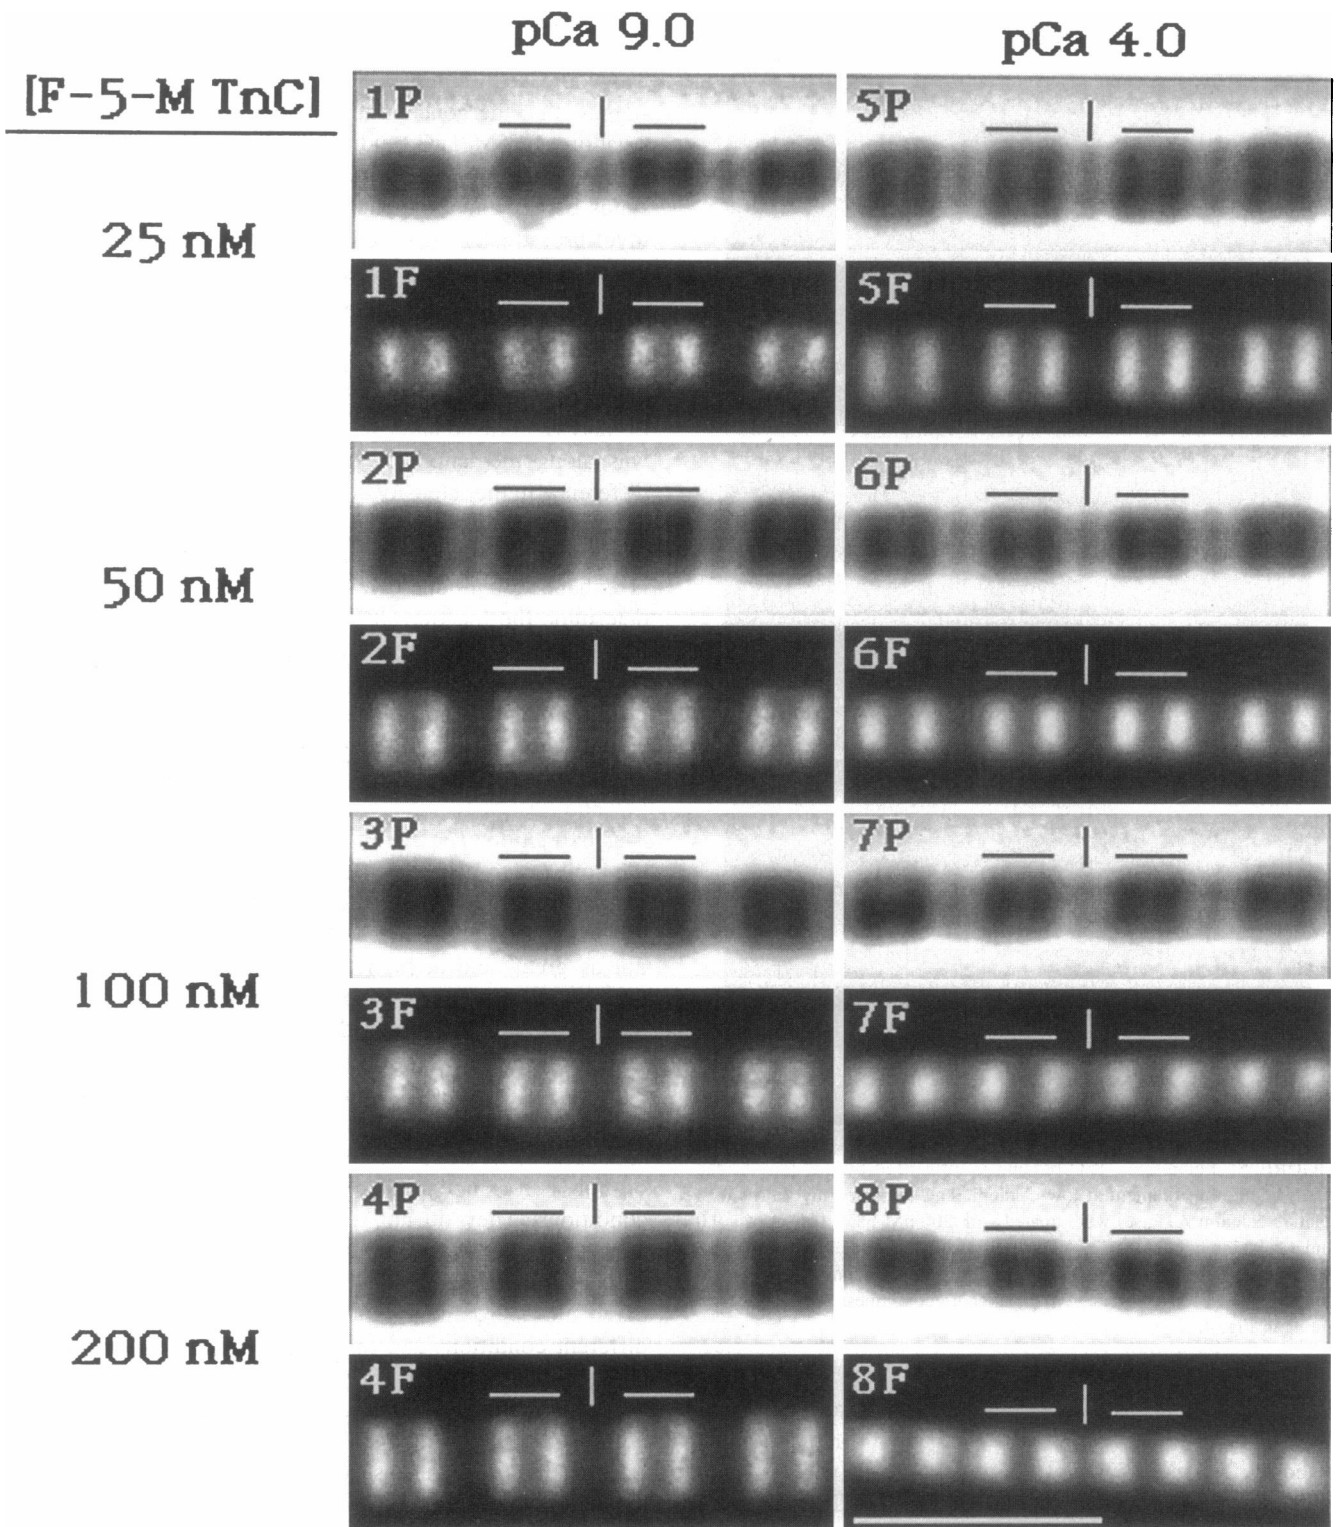 pCa 9.0 pCa 4.0
[F-5-M TnC]
1P 5P
25 nM
1F 5F
2P 6P
50 nM
2F 6F
3P 7P
100 nM
3F 7F
4P 8P
200 nM
4F 8F